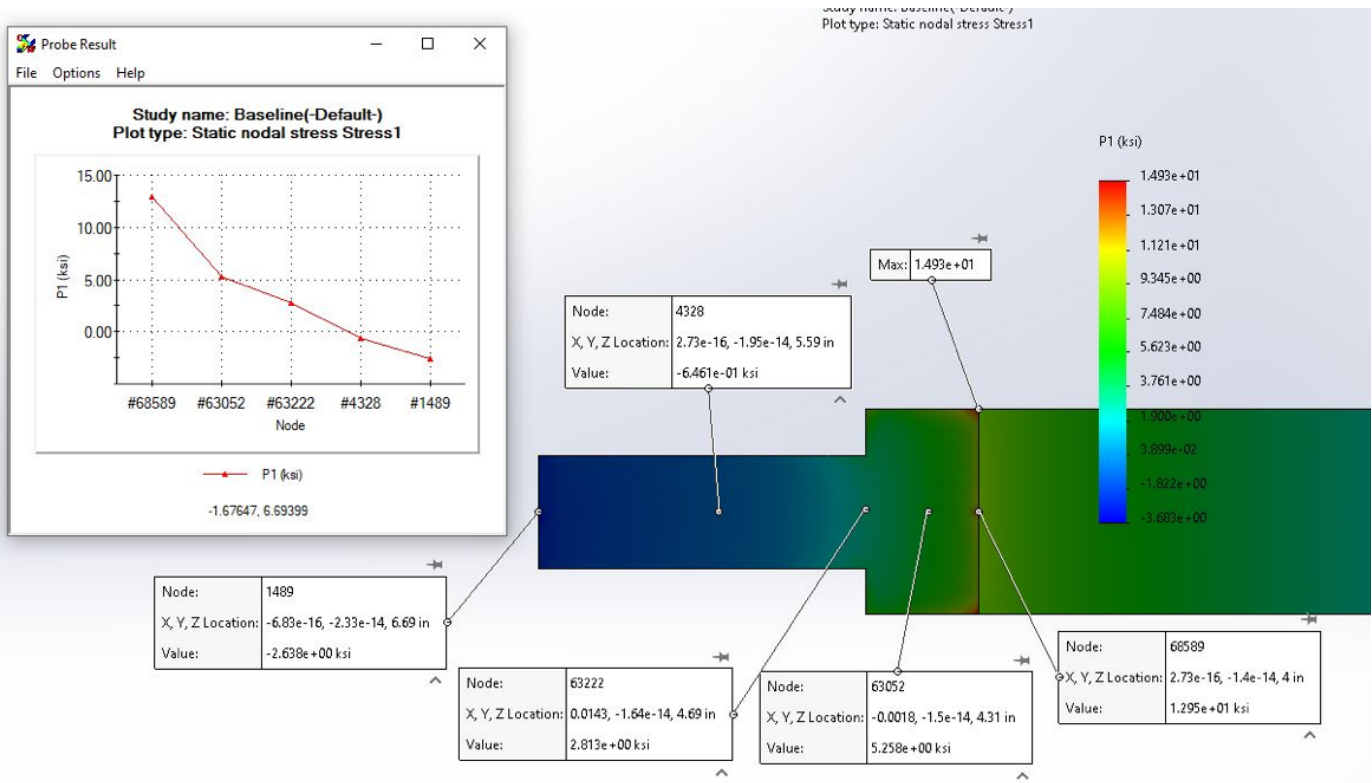 Probe Result
File Options Help
Study name: Baseline(-Default-)
Plot type: Static nodal stress Stress1
15.00
10.00
5.00
0.00
P1 (ksi)
#68589 #63052 #63222 #4328 #1489
Node
P1 (ksi)
-1.67647, 6.69399
Study name: Baseline(-Default-)
Plot type: Static nodal stress Stress1
P1 (ksi)
1.493e+01
1.307e+01
1.121e+01
9.345e+00
7.484e+00
5.623e+00
3.761e+00
1.900e+00
3.899e-02
-1.822e+00
-3.683e+00
Max: 1.493e+01
Node: 4328
X, Y, Z Location: 2.73e-16, -1.95e-14, 5.59 in
Value: -6.461e-01 ksi
Node: 1489
X, Y, Z Location: -6.83e-16, -2.33e-14, 6.69 in
Value: -2.638e+00 ksi
Node: 63222
X, Y, Z Location: 0.0143, -1.64e-14, 4.69 in
Value: 2.813e+00 ksi
Node: 63052
X, Y, Z Location: -0.0018, -1.5e-14, 4.31 in
Value: 5.258e+00 ksi
Node: 68589
X, Y, Z Location: 2.73e-16, -1.4e-14, 4 in
Value: 1.295e+01 ksi